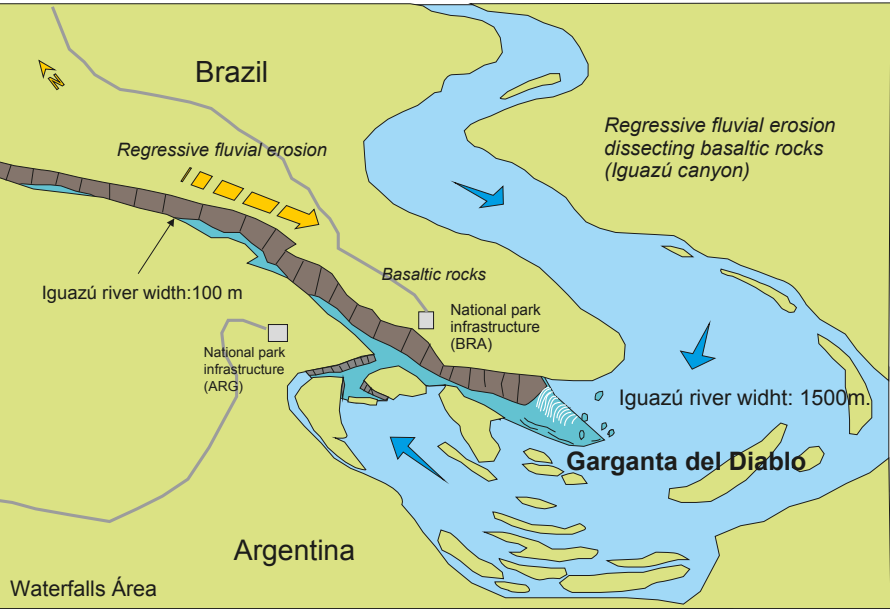 Brazil
N
Regressive fluvial erosion
Regressive fluvial erosion
dissecting basaltic rocks
(Iguazú canyon)
Basaltic rocks
Iguazú river width:100 m
National park
infrastructure
(BRA)
National park
infrastructure
(ARG)
Iguazú river widht: 1500m.
Garganta del Diablo
Argentina
Waterfalls Área